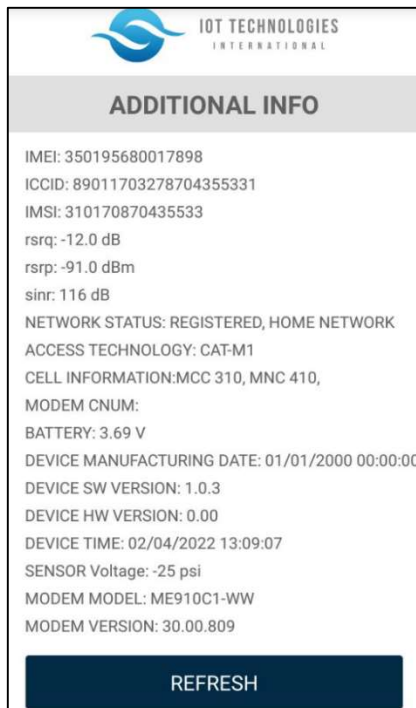 IOT TECHNOLOGIES
INTERNATIONAL
ADDITIONAL INFO
IMEI: 350195680017898
ICCID: 89011703278704355331
IMSI: 310170870435533
rsrq: -12.0 dB
rsrp: -91.0 dBm
sinr: 116 dB
NETWORK STATUS: REGISTERED, HOME NETWORK
ACCESS TECHNOLOGY: CAT-M1
CELL INFORMATION:MCC 310, MNC 410,
MODEM CNUM:
BATTERY: 3.69 V
DEVICE MANUFACTURING DATE: 01/01/2000 00:00:00
DEVICE SW VERSION: 1.0.3
DEVICE HW VERSION: 0.00
DEVICE TIME: 02/04/2022 13:09:07
SENSOR Voltage: -25 psi
MODEM MODEL: ME910C1-WW
MODEM VERSION: 30.00.809
REFRESH